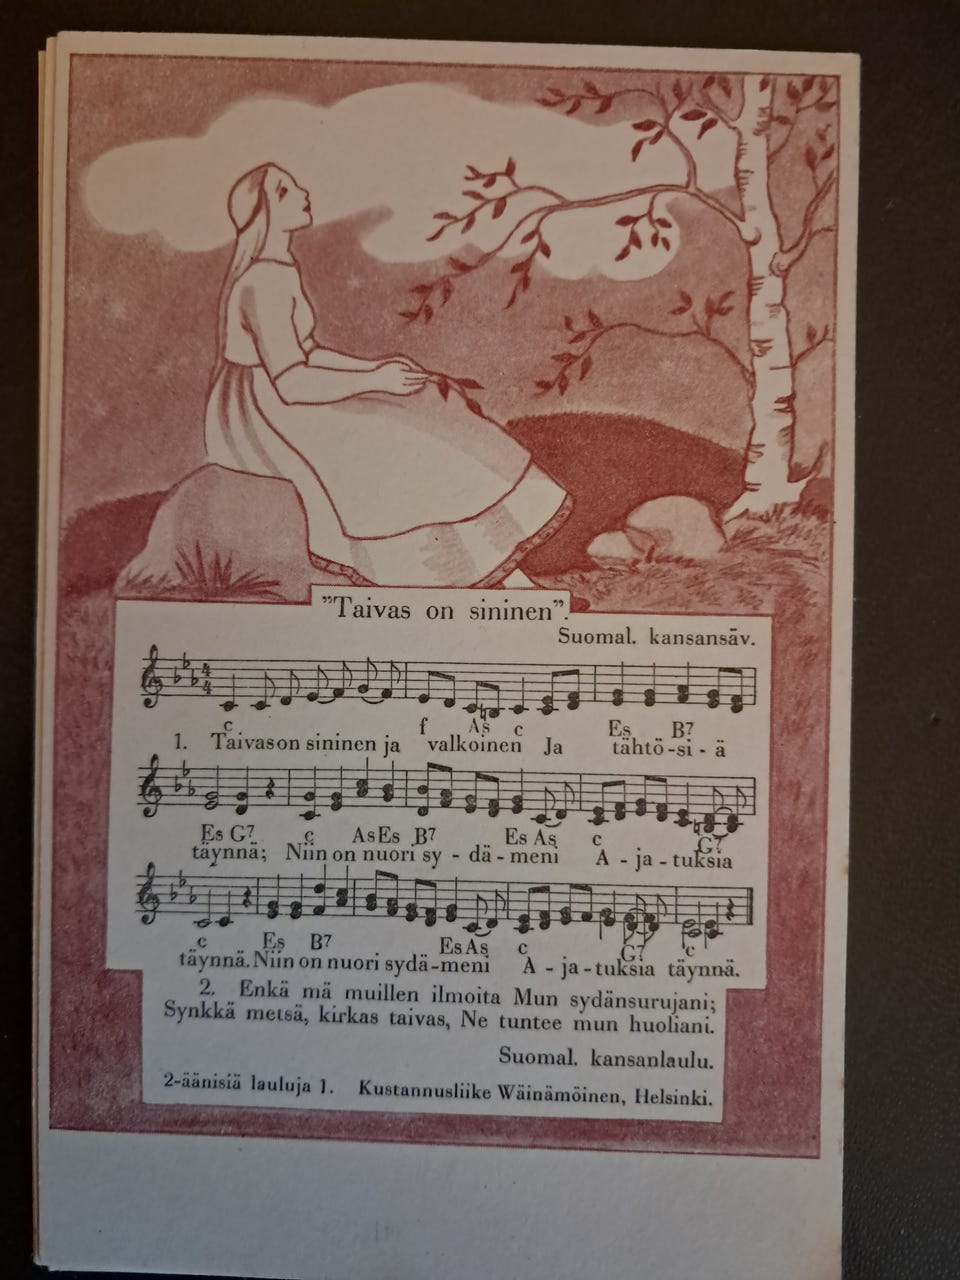 "Taivas on sininen".
Suomal. kansansäv.
4 4
c f As c Es B7
1. Taivas on sininen ja valkoinen Ja tähtö-si-ä
Es G7 c As Es B7 Es As c G7
täynnä; Niin on nuori sy-dä-meni A-ja-tuksia
c Es B7 Es As c G7 c
täynnä. Niin on nuori sydä-meni A-ja-tuksia täynnä.
2. Enkä mä muillen ilmoita Mun sydänsurujani;
Synkkä metsä, kirkas taivas, Ne tuntee mun huoliani.
Suomal. kansanlaulu.
2-äänisiä lauluja 1. Kustannusliike Wäinämöinen, Helsinki.